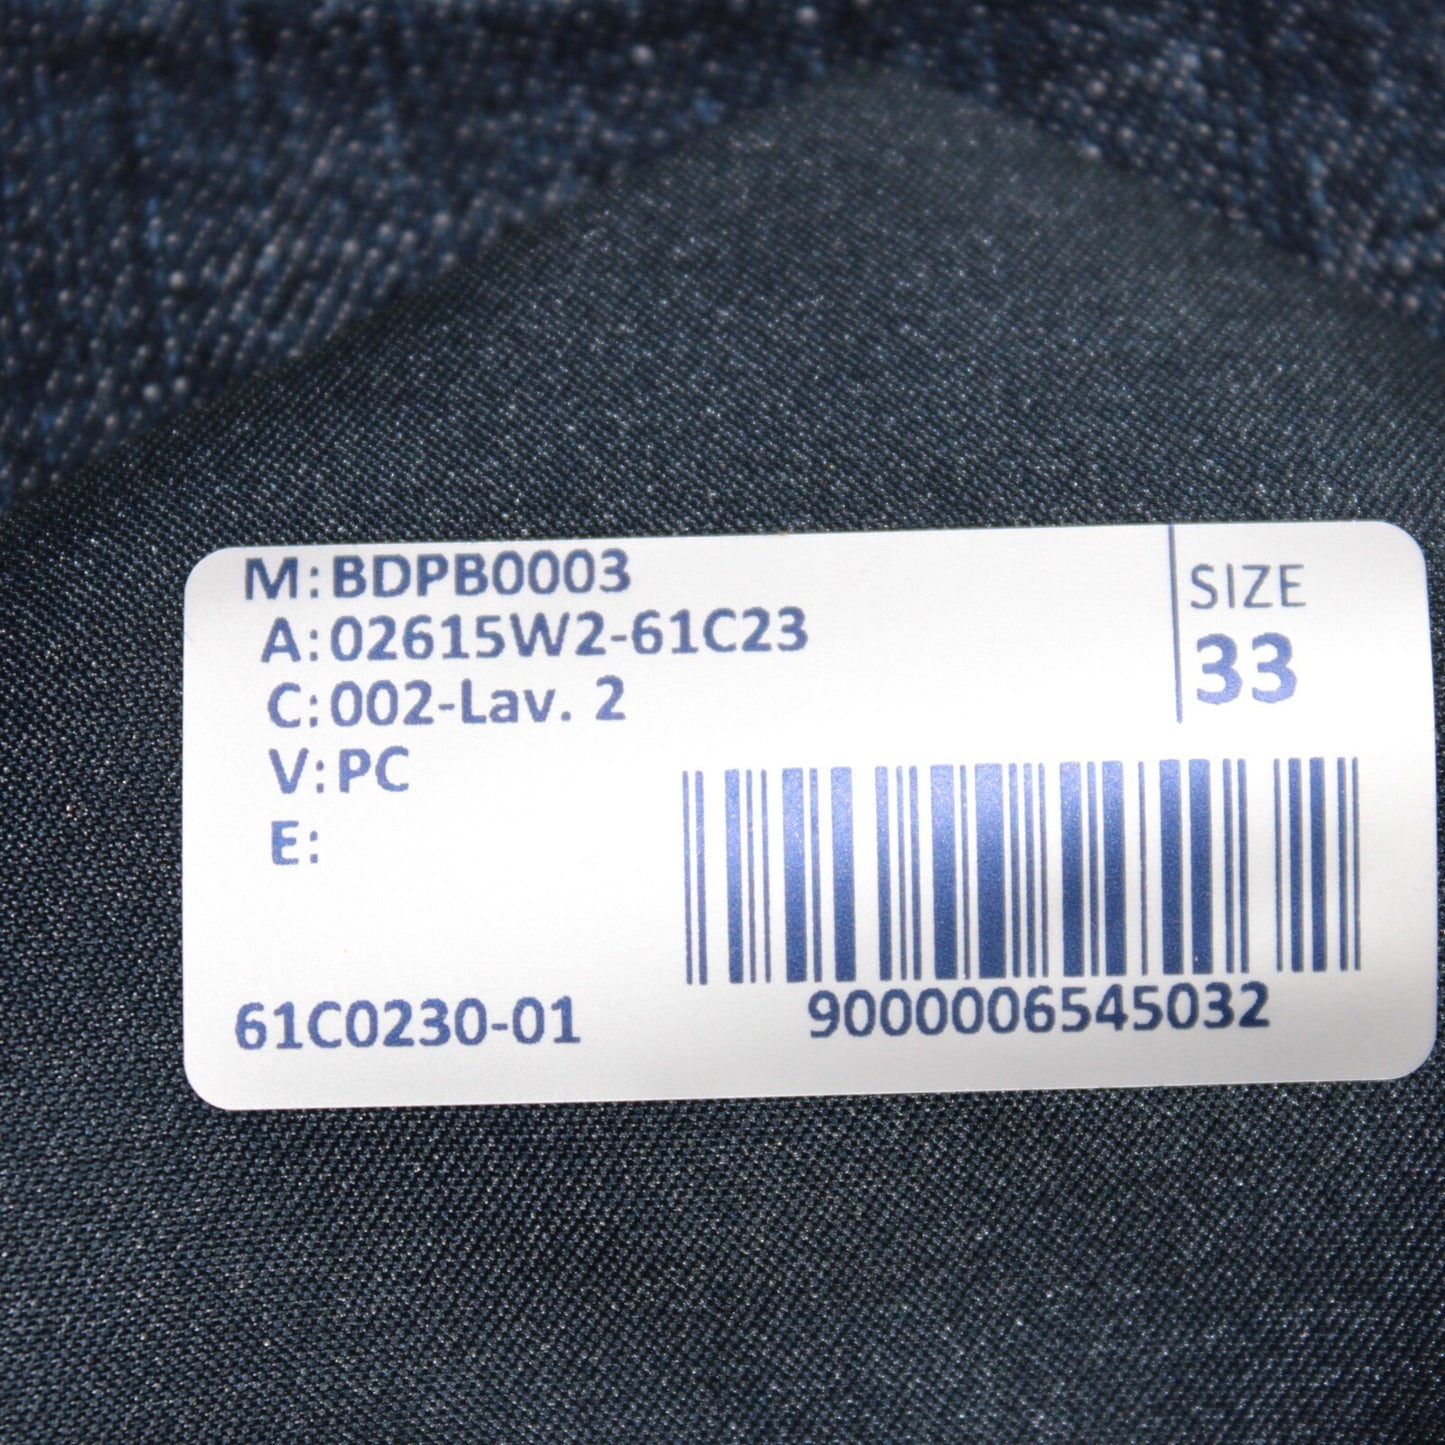 M: BDPB0003
A: 02615W2-61C23
C: 002-Lav. 2
V: PC
E:
SIZE
33
61C0230-01
9000006545032